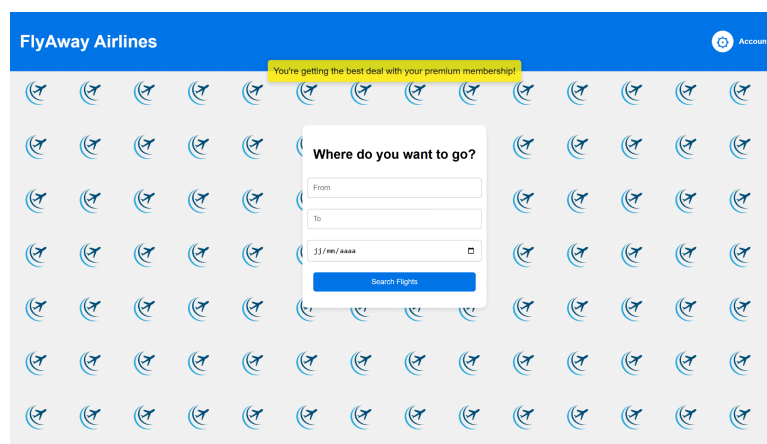 FlyAway Airlines
Accoun
You're getting the best deal with your premium membership!
Where do you want to go?
From
To
jj/mm/aaaa
Search Flights